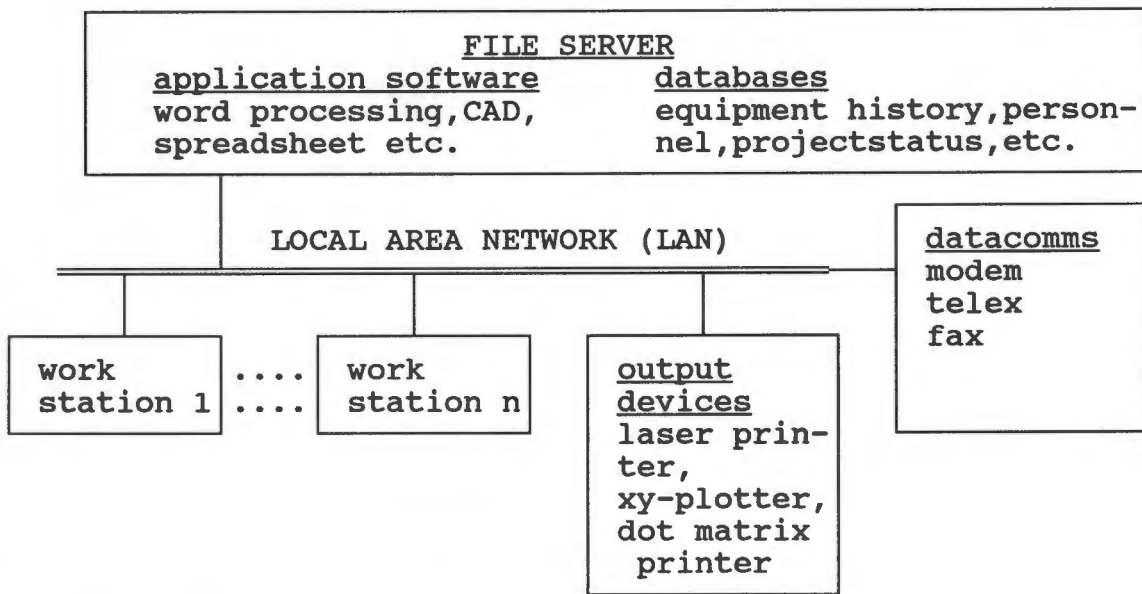 FILE SERVER
application software
word processing,CAD,
spreadsheet etc.
databases
equipment history,person-
nel,projectstatus,etc.
LOCAL AREA NETWORK (LAN)
datacomms
modem
telex
fax
work
station 1
....
....
work
station n
output
devices
laser prin-
ter,
xy-plotter,
dot matrix
printer